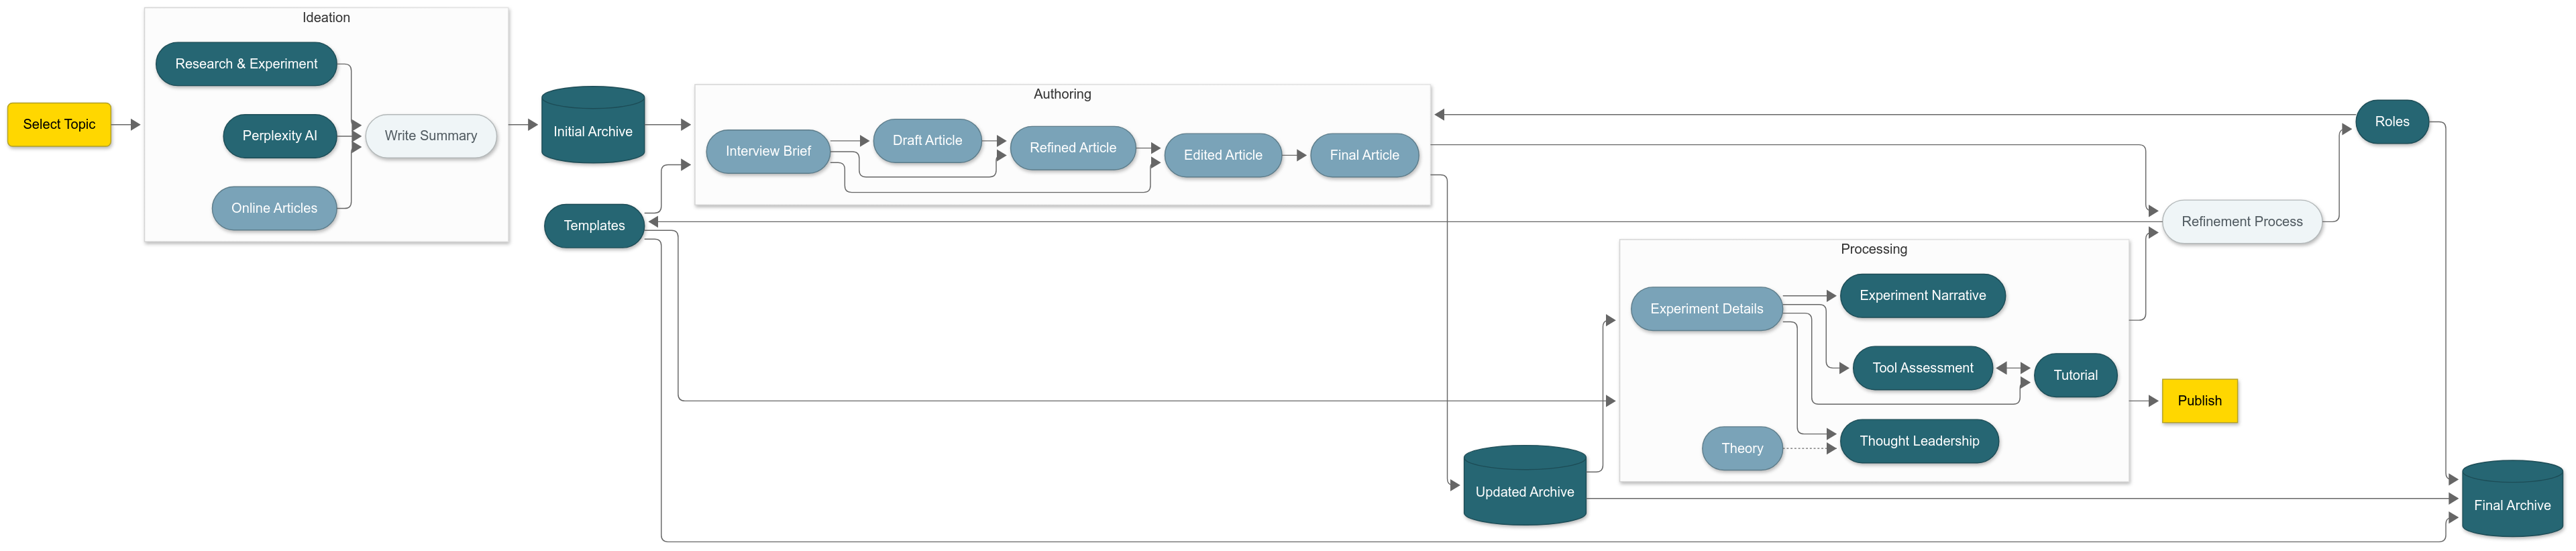 Ideation
Research & Experiment
Select Topic
Perplexity AI
Write Summary
Online Articles
Initial Archive
Templates
Authoring
Interview Brief
Draft Article
Refined Article
Edited Article
Final Article
Roles
Refinement Process
Processing
Experiment Details
Experiment Narrative
Tool Assessment
Tutorial
Theory
Thought Leadership
Publish
Updated Archive
Final Archive